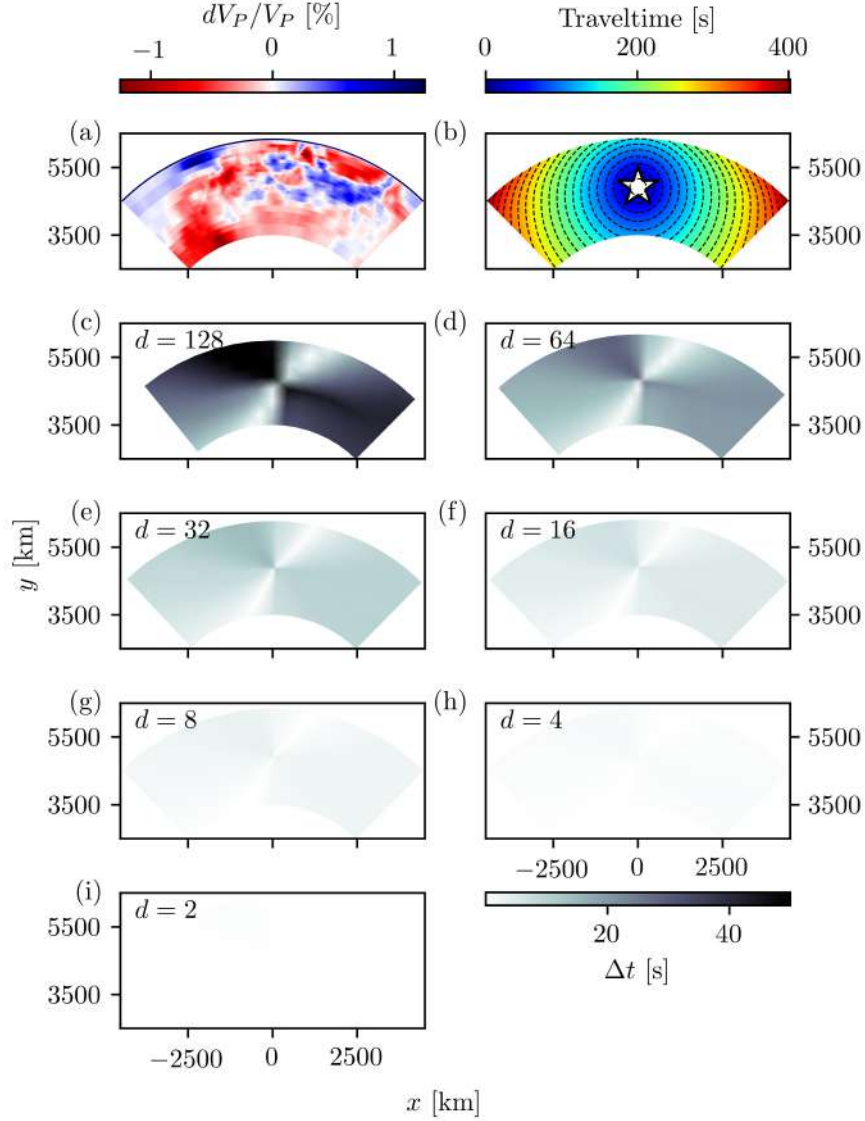 dV_P/V_P [%]
Traveltime [s]
−1 0 1
0 200 400
(a)
(b)
5500
3500
5500
3500
(c)
d = 128
(d)
d = 64
5500
3500
5500
3500
(e)
d = 32
(f)
d = 16
5500
3500
5500
3500
(g)
d = 8
(h)
d = 4
5500
3500
5500
3500
−2500 0 2500
(i)
d = 2
5500
3500
20 40
Δt [s]
−2500 0 2500
y [km]
x [km]